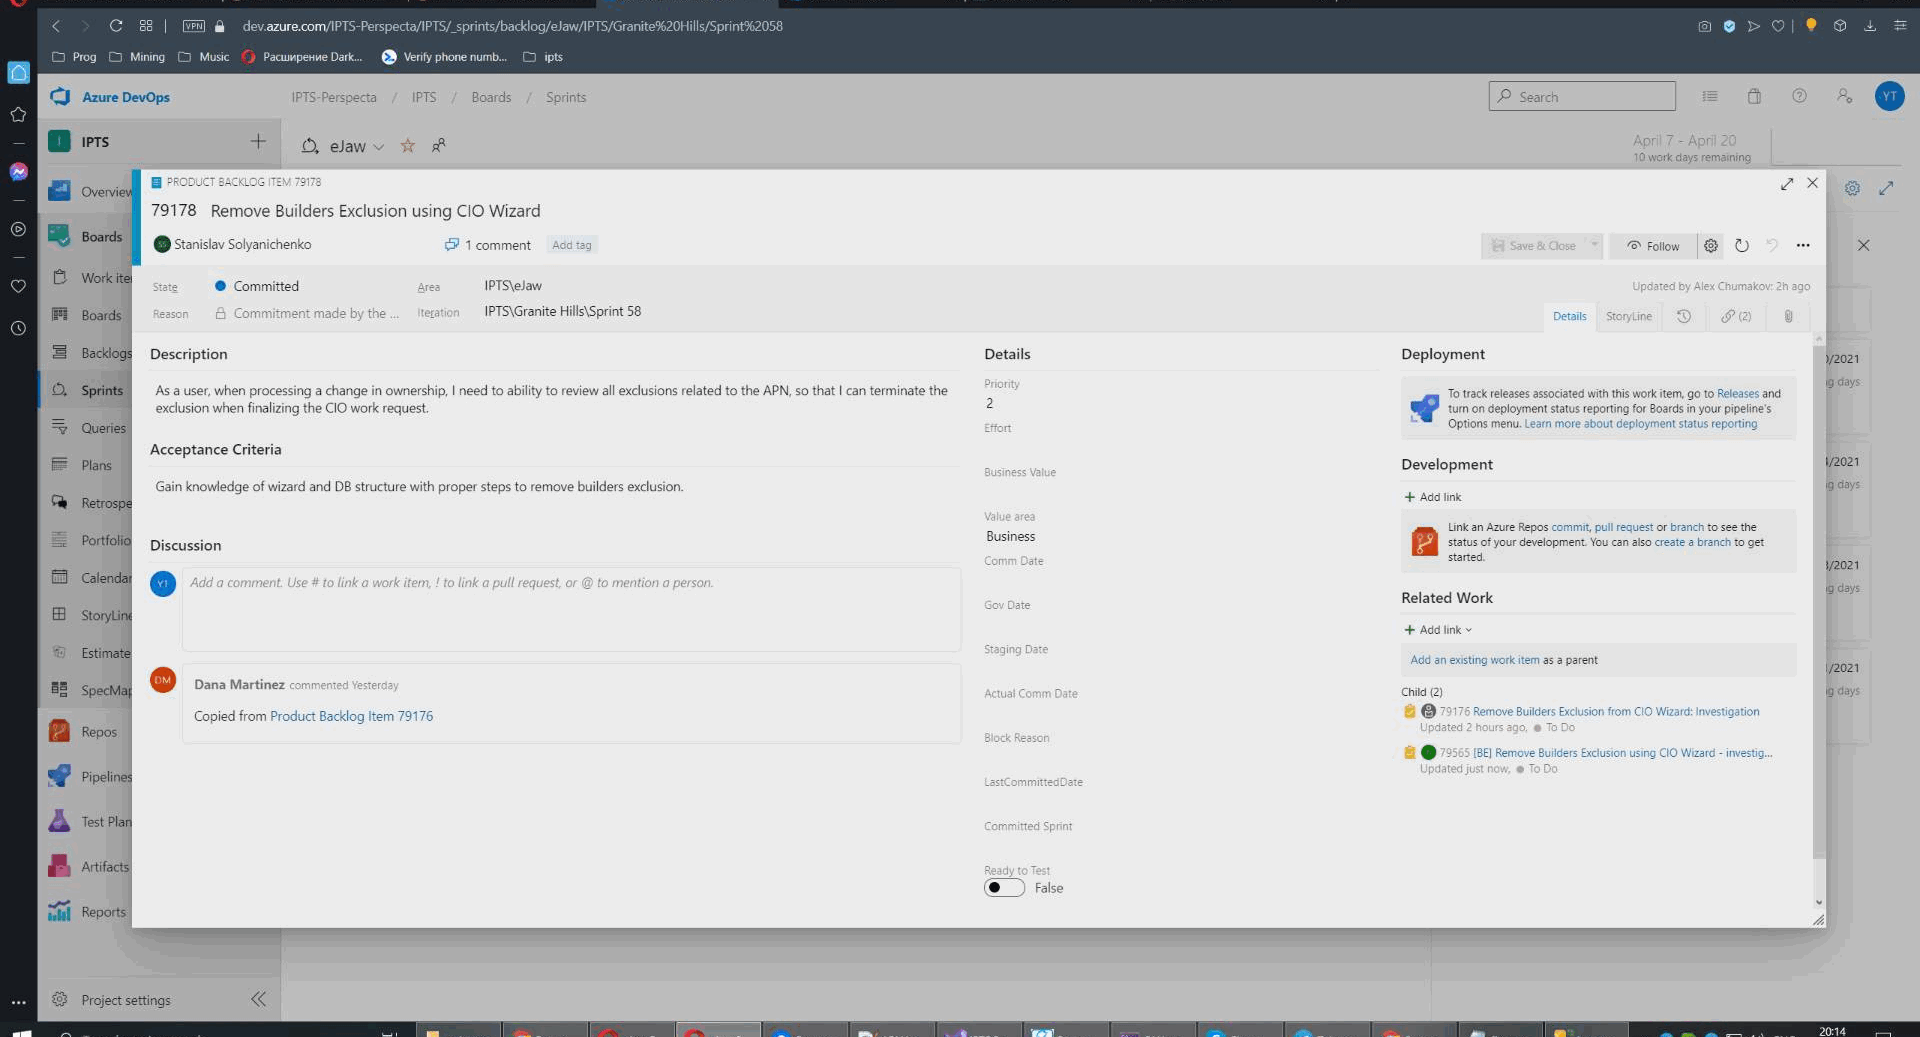 VPN
dev.azure.com/IPTS-Perspecta/IPTS/_sprints/backlog/eJaw/IPTS/Granite%20Hills/Sprint%2058
Prog
Mining
Music
Расширение Dark...
Verify phone numb...
ipts
Azure DevOps
IPTS-Perspecta / IPTS / Boards / Sprints
Search
YT
I
IPTS
eJaw
April 7 - April 20
10 work days remaining
Overview
Boards
Work ite
Boards
Backlogs
Sprints
Queries
Plans
Retrospe
Portfolio
Calendar
StoryLine
Estimate
SpecMap
Repos
Pipelines
Test Plan
Artifacts
Reports
Project settings
PRODUCT BACKLOG ITEM 79178
79178 Remove Builders Exclusion using CIO Wizard
SS Stanislav Solyanichenko
1 comment
Add tag
Save & Close
Follow
State
Committed
Area
IPTS\eJaw
Updated by Alex Chumakov: 2h ago
Reason
Commitment made by the ...
Iteration
IPTS\Granite Hills\Sprint 58
Details
StoryLine
(2)
Description
As a user, when processing a change in ownership, I need to ability to review all exclusions related to the APN, so that I can terminate the
exclusion when finalizing the CIO work request.
Acceptance Criteria
Gain knowledge of wizard and DB structure with proper steps to remove builders exclusion.
Discussion
YT
Add a comment. Use # to link a work item, ! to link a pull request, or @ to mention a person.
DM
Dana Martinez commented Yesterday
Copied from Product Backlog Item 79176
Details
Priority
2
Effort
Business Value
Value area
Business
Comm Date
Gov Date
Staging Date
Actual Comm Date
Block Reason
LastCommittedDate
Committed Sprint
Ready to Test
False
Deployment
To track releases associated with this work item, go to Releases and
turn on deployment status reporting for Boards in your pipeline's
Options menu. Learn more about deployment status reporting
Development
Add link
Link an Azure Repos commit, pull request or branch to see the
status of your development. You can also create a branch to get
started.
Related Work
Add link
Add an existing work item as a parent
Child (2)
79176 Remove Builders Exclusion from CIO Wizard: Investigation
Updated 2 hours ago, To Do
79565 [BE] Remove Builders Exclusion using CIO Wizard - investig...
Updated just now, To Do
/2021
g days
/2021
g days
/2021
g days
/2021
g days
20:14